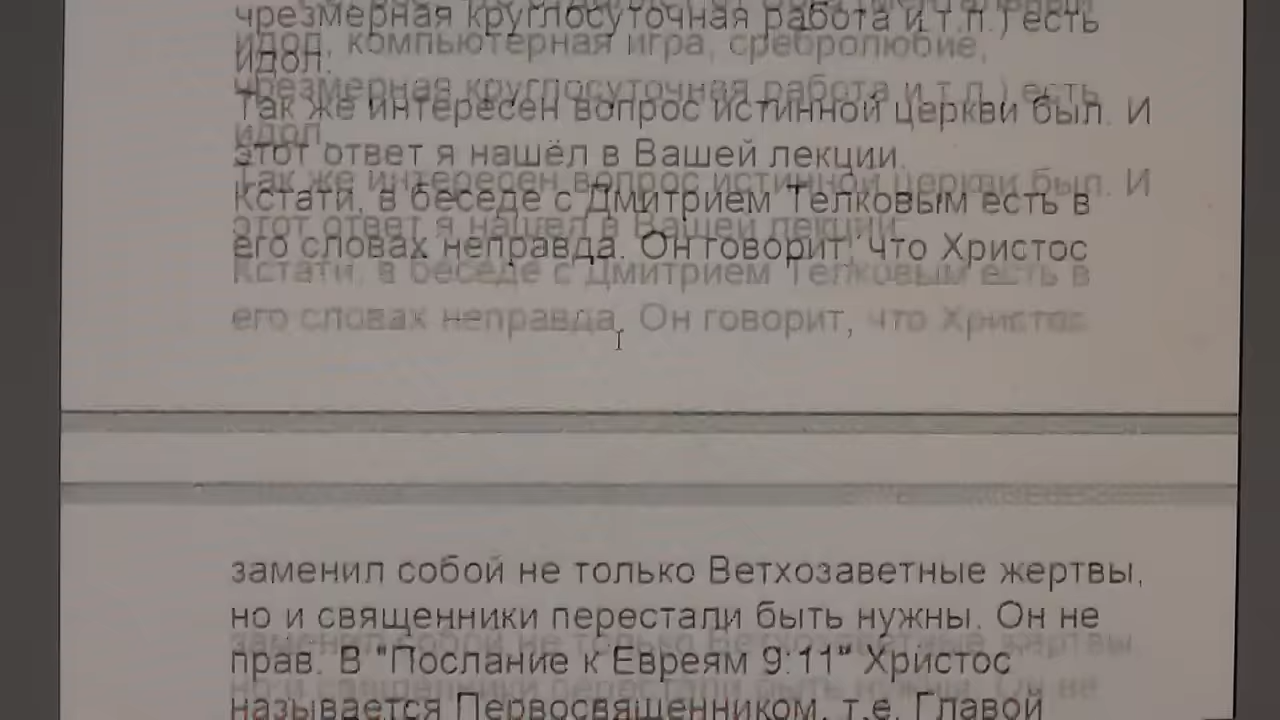 чрезмерная круглосуточная работа и т.п.) есть
идол.
Так же интересен вопрос истинной церкви был. И
этот ответ я нашёл в Вашей лекции.
Кстати, в беседе с Дмитрием Телковым есть в
его словах неправда. Он говорит, что Христос
заменил собой не только Ветхозаветные жертвы,
но и священники перестали быть нужны. Он не
прав. В "Послание к Евреям 9:11" Христос
называется Первосвященником, т.е. Главой